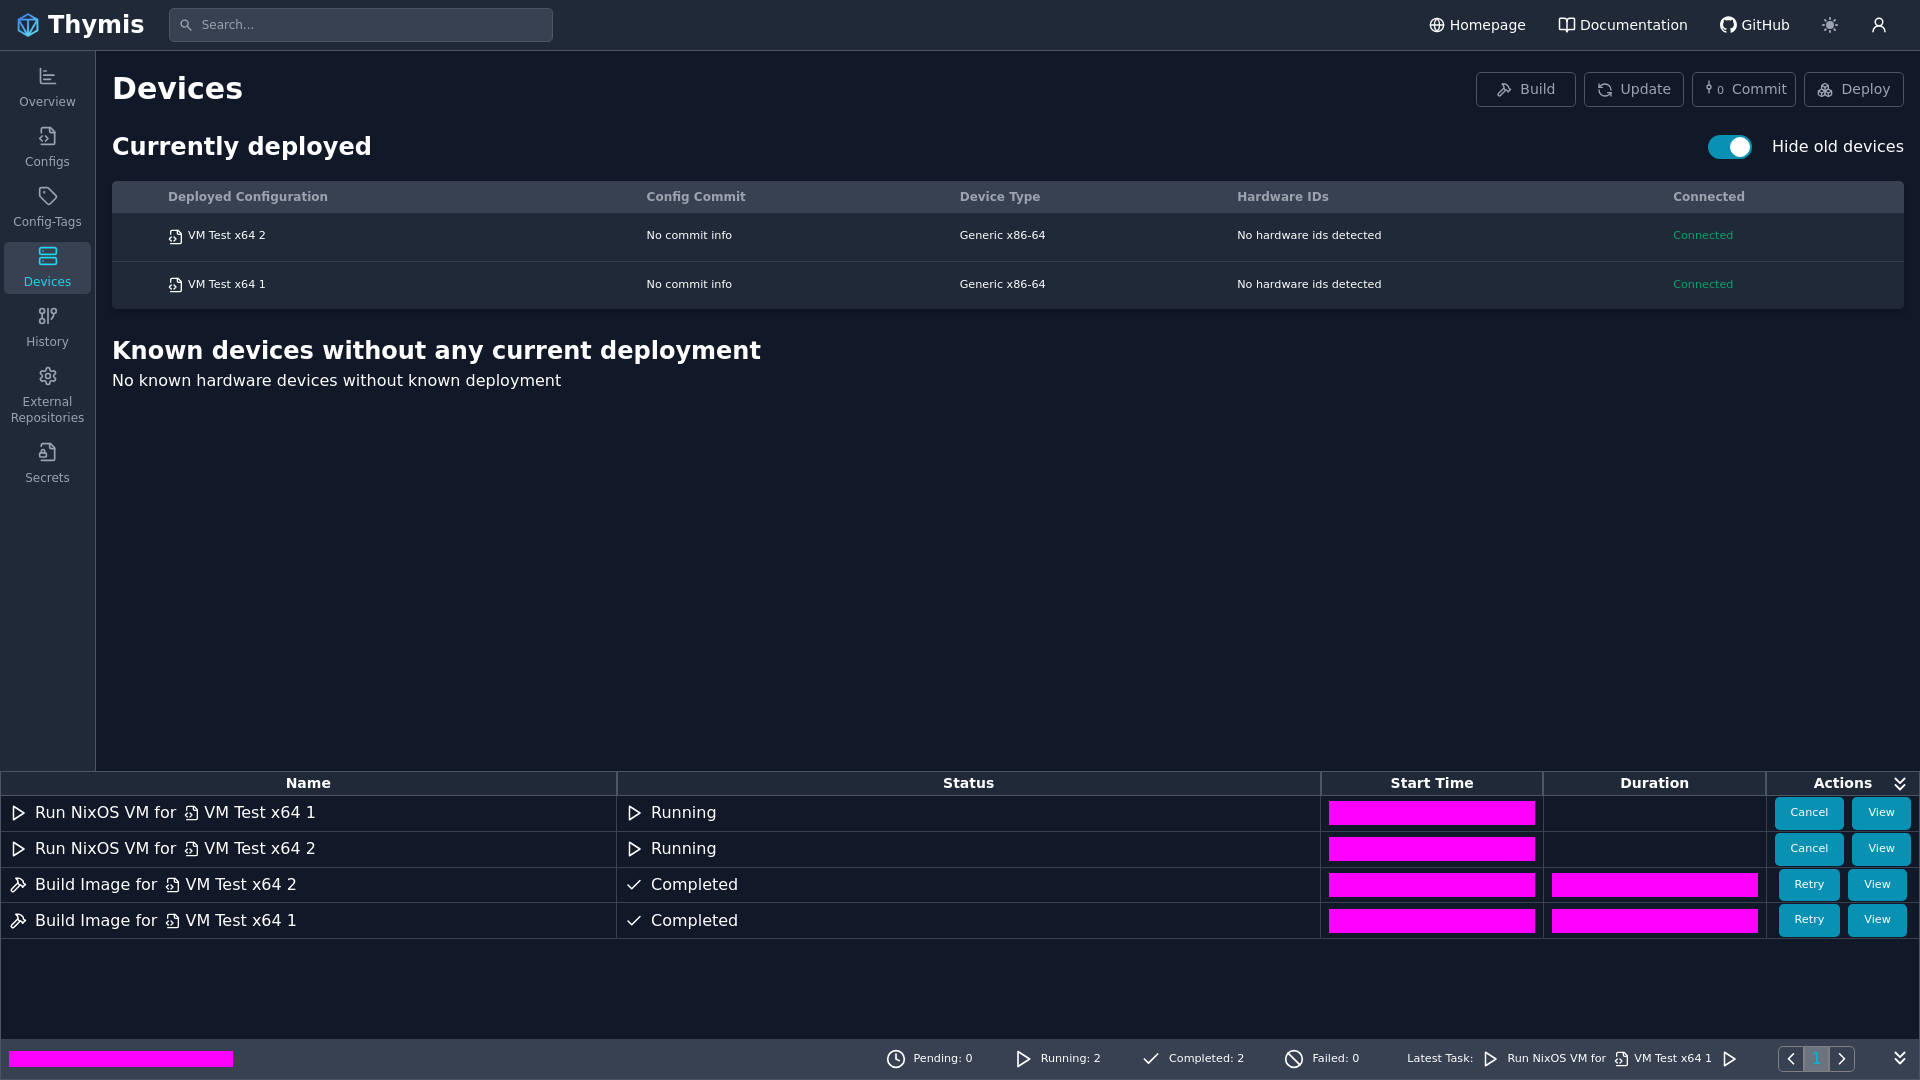 Thymis
Search...
Homepage
Documentation
GitHub
Overview
Configs
Config-Tags
Devices
History
External
Repositories
Secrets
Devices
Build
Update
0 Commit
Deploy
Currently deployed
Hide old devices
Deployed Configuration Config Commit Device Type Hardware IDs Connected
VM Test x64 2 No commit info Generic x86-64 No hardware ids detected Connected
VM Test x64 1 No commit info Generic x86-64 No hardware ids detected Connected
Known devices without any current deployment
No known hardware devices without known deployment
Name Status Start Time Duration Actions
Run NixOS VM for VM Test x64 1 Running Cancel View
Run NixOS VM for VM Test x64 2 Running Cancel View
Build Image for VM Test x64 2 Completed Retry View
Build Image for VM Test x64 1 Completed Retry View
Pending: 0 Running: 2 Completed: 2 Failed: 0 Latest Task: Run NixOS VM for VM Test x64 1 1